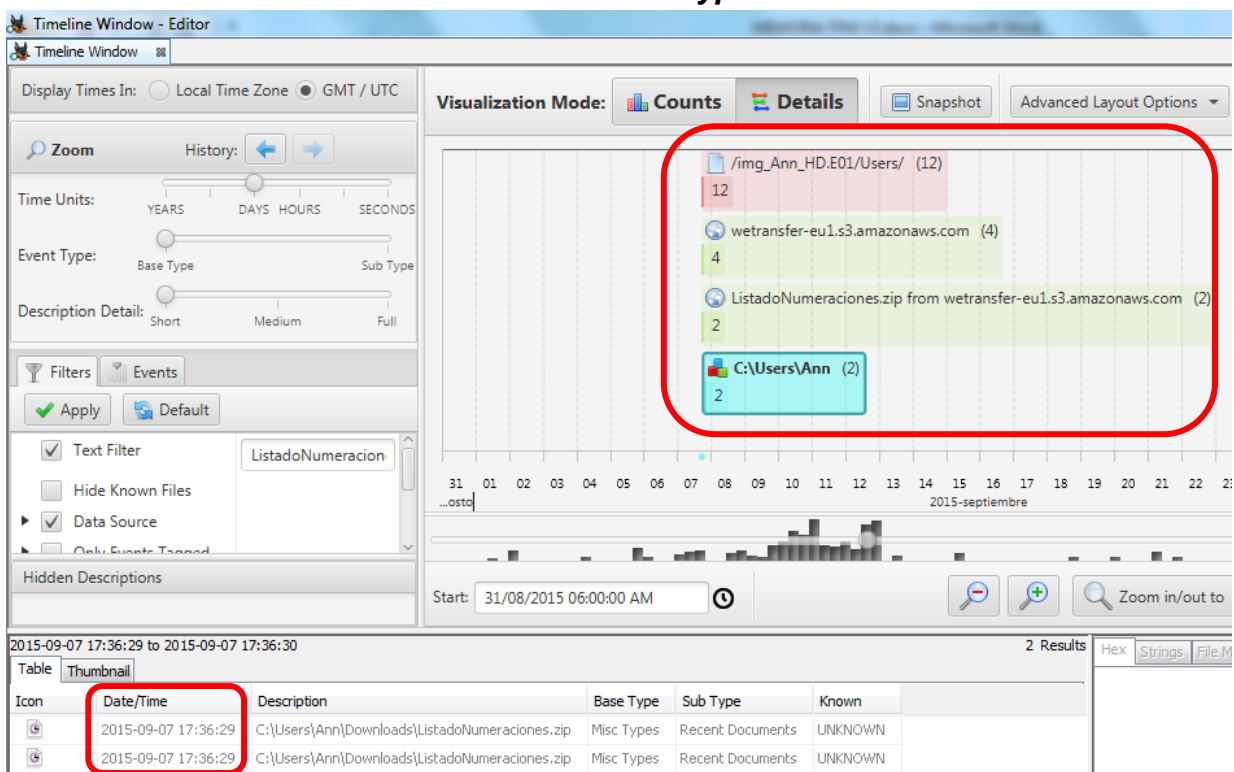 yp
Timeline Window - Editor
Timeline Window
Display Times In: Local Time Zone GMT / UTC
Visualization Mode: Counts Details Snapshot Advanced Layout Options
Zoom History:
Time Units: YEARS DAYS HOURS SECONDS
Event Type: Base Type Sub Type
Description Detail: Short Medium Full
Filters Events
Apply Default
Text Filter ListadoNumeracion
Hide Known Files
Data Source
Only Events Tagged
Hidden Descriptions
/img_Ann_HD.E01/Users/ (12)
12
wetransfer-eu1.s3.amazonaws.com (4)
4
ListadoNumeraciones.zip from wetransfer-eu1.s3.amazonaws.com (2)
2
C:\Users\Ann (2)
2
31 01 02 03 04 05 06 07 08 09 10 11 12 13 14 15 16 17 18 19 20 21 22
...osto 2015-septiembre
Start: 31/08/2015 06:00:00 AM Zoom in/out to
2015-09-07 17:36:29 to 2015-09-07 17:36:30 2 Results
Table Thumbnail
Hex Strings File M
Icon Date/Time Description Base Type Sub Type Known
2015-09-07 17:36:29 C:\Users\Ann\Downloads\ListadoNumeraciones.zip Misc Types Recent Documents UNKNOWN
2015-09-07 17:36:29 C:\Users\Ann\Downloads\ListadoNumeraciones.zip Misc Types Recent Documents UNKNOWN